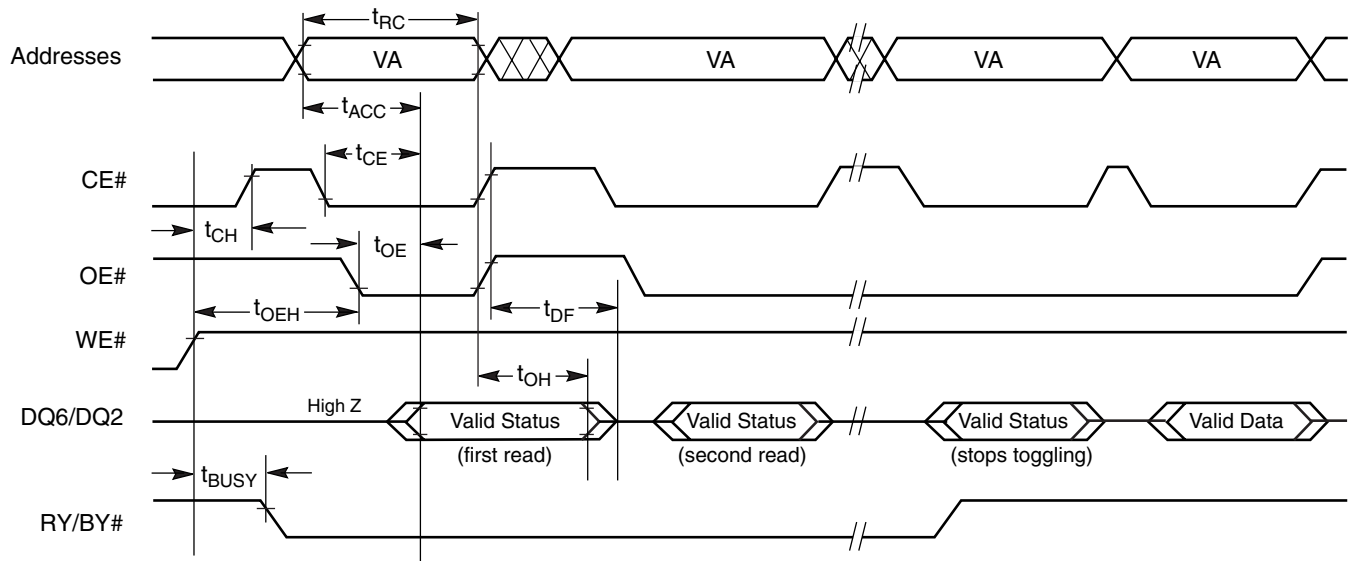 tRC
Addresses VA VA VA VA
tACC
tCE
CE#
tCH tOE
OE#
tOEH tDF
WE#
tOH
High Z
DQ6/DQ2 Valid Status Valid Status Valid Status Valid Data
(first read) (second read) (stops toggling)
tBUSY
RY/BY#